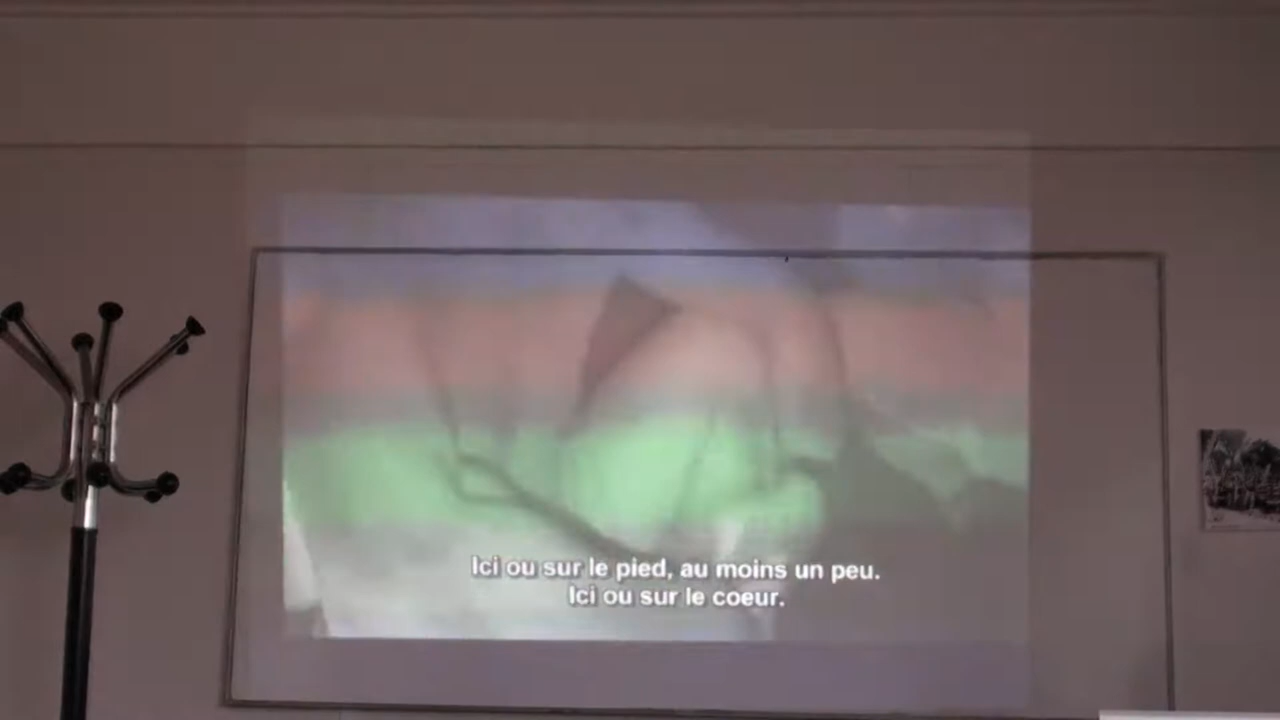 Ici ou sur le pied, au moins un peu.
Ici ou sur le coeur.